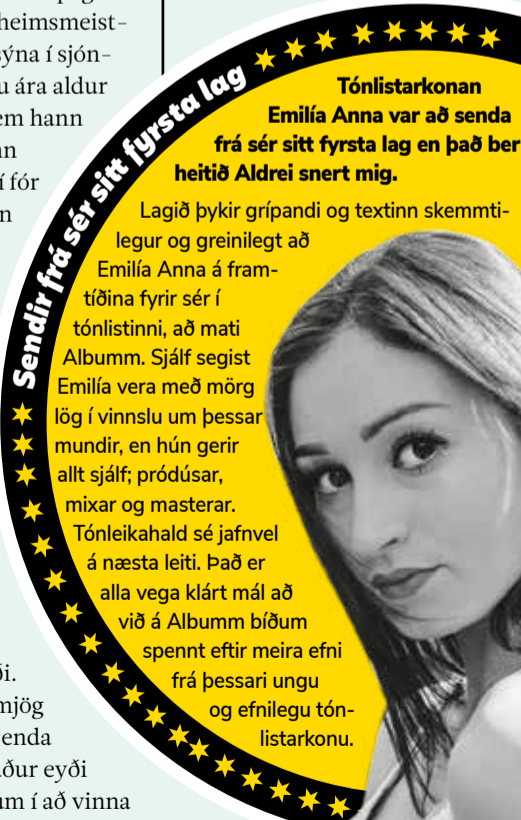 heimsmeist-
sýna í sjón-
u ára aldur
em hann
an
í fór
n
Sendir frá sér sitt fyrsta lag
Tónlistarkonan
Emilía Anna var að senda
frá sér sitt fyrsta lag en það ber
heitið Aldrei snert mig.
Lagið þykir grípandi og textinn skemmti-
legur og greinilegt að
Emilía Anna á fram-
tíðina fyrir sér í
tónlistinni, að mati
Albumm. Sjálf segist
Emilía vera með mörg
lög í vinnslu um þessar
mundir, en hún gerir
allt sjálf; pródúsar,
mixar og masterar.
Tónleikahald sé jafnvel
á næsta leiti. Það er
alla vega klárt mál að
við á Albumm bíðum
spennt eftir meira efni
frá þessari ungu
og efnilegu tón-
listarkonu.
ði.
mjög
enda
ður eyði
um í að vinna